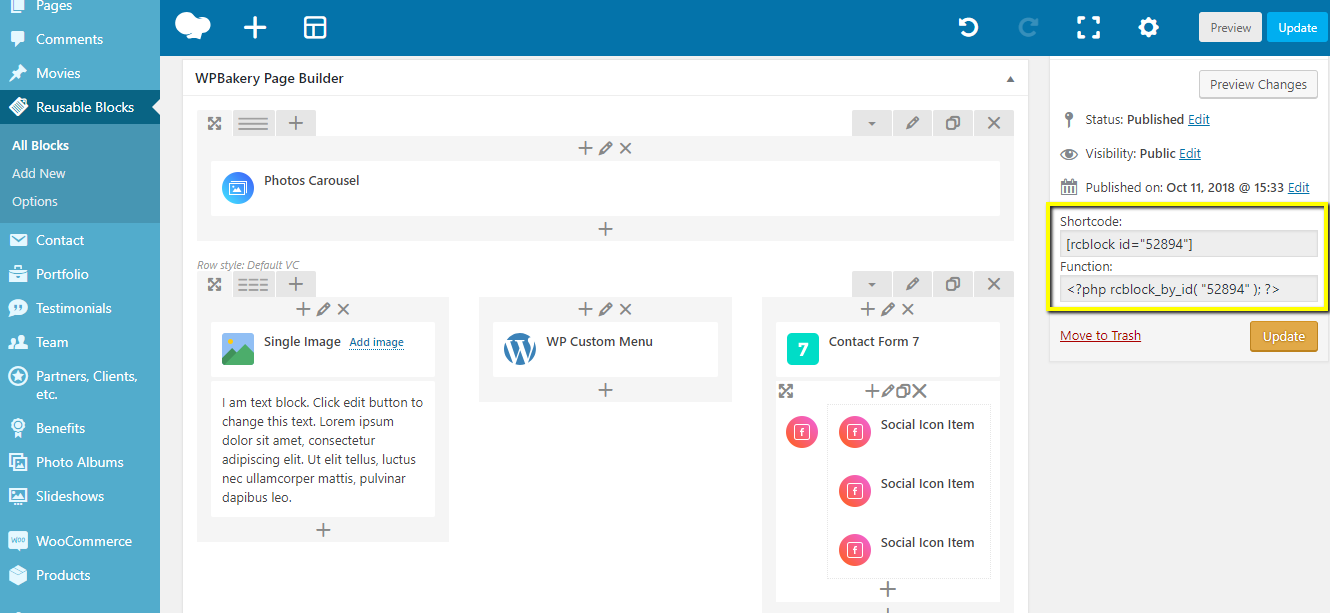 Pages
Comments
Movies
Reusable Blocks
All Blocks
Add New
Options
Contact
Portfolio
Testimonials
Team
Partners, Clients,
etc.
Benefits
Photo Albums
Slideshows
WOO
WooCommerce
Products
Preview
Update
WPBakery Page Builder
Photos Carousel
Row style: Default VC
Single Image Add image
I am text block. Click edit button to
change this text. Lorem ipsum
dolor sit amet, consectetur
adipiscing elit. Ut elit tellus, luctus
nec ullamcorper mattis, pulvinar
dapibus leo.
WP Custom Menu
7
Contact Form 7
Social Icon Item
Social Icon Item
Social Icon Item
Preview Changes
Status: Published Edit
Visibility: Public Edit
Published on: Oct 11, 2018 @ 15:33 Edit
Shortcode:
[rcblock id="52894"]
Function:
<?php rcblock_by_id( "52894" ); ?>
Move to Trash
Update